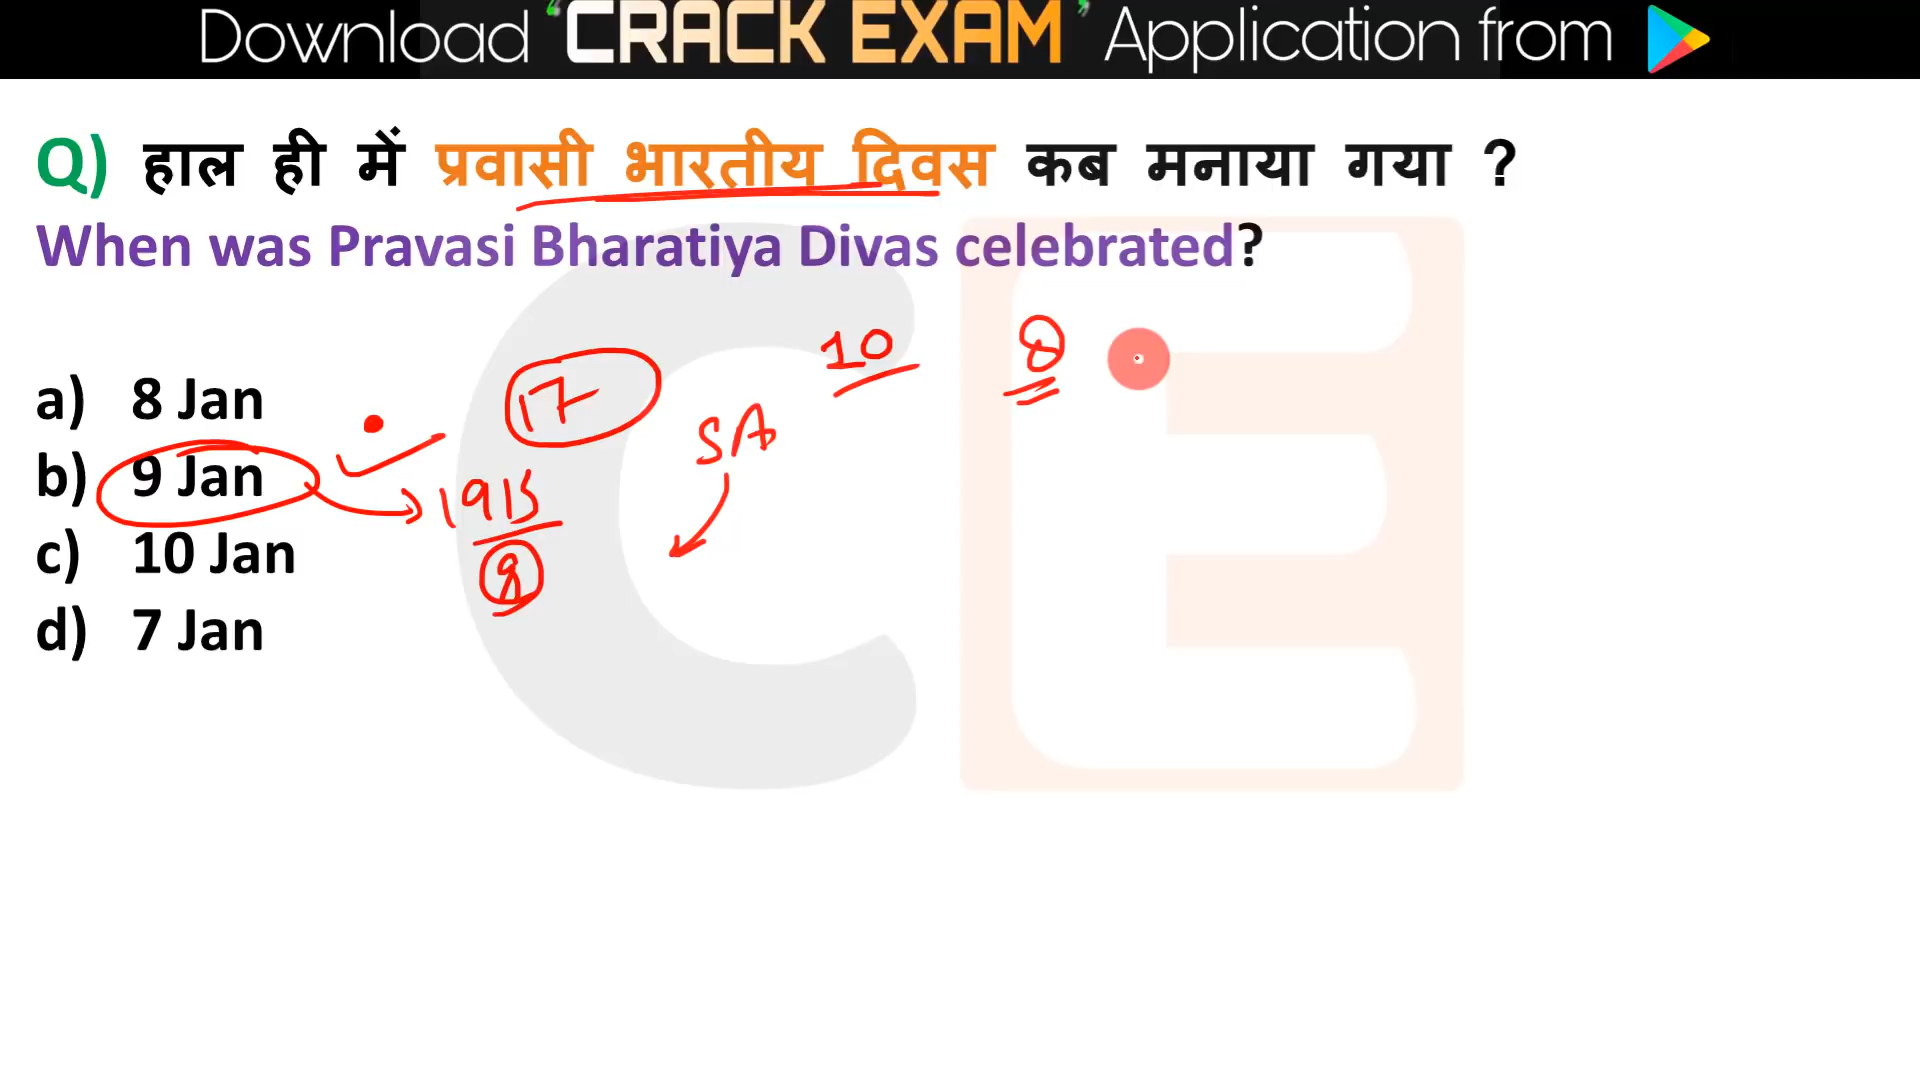 Download ‘CRACK EXAM’ Application from
Q) हाल ही में प्रवासी भारतीय दिवस कब मनाया गया ?
When was Pravasi Bharatiya Divas celebrated?
10 8
a) 8 Jan
17
SA
b) 9 Jan
1915
c) 10 Jan
d) 7 Jan
CE